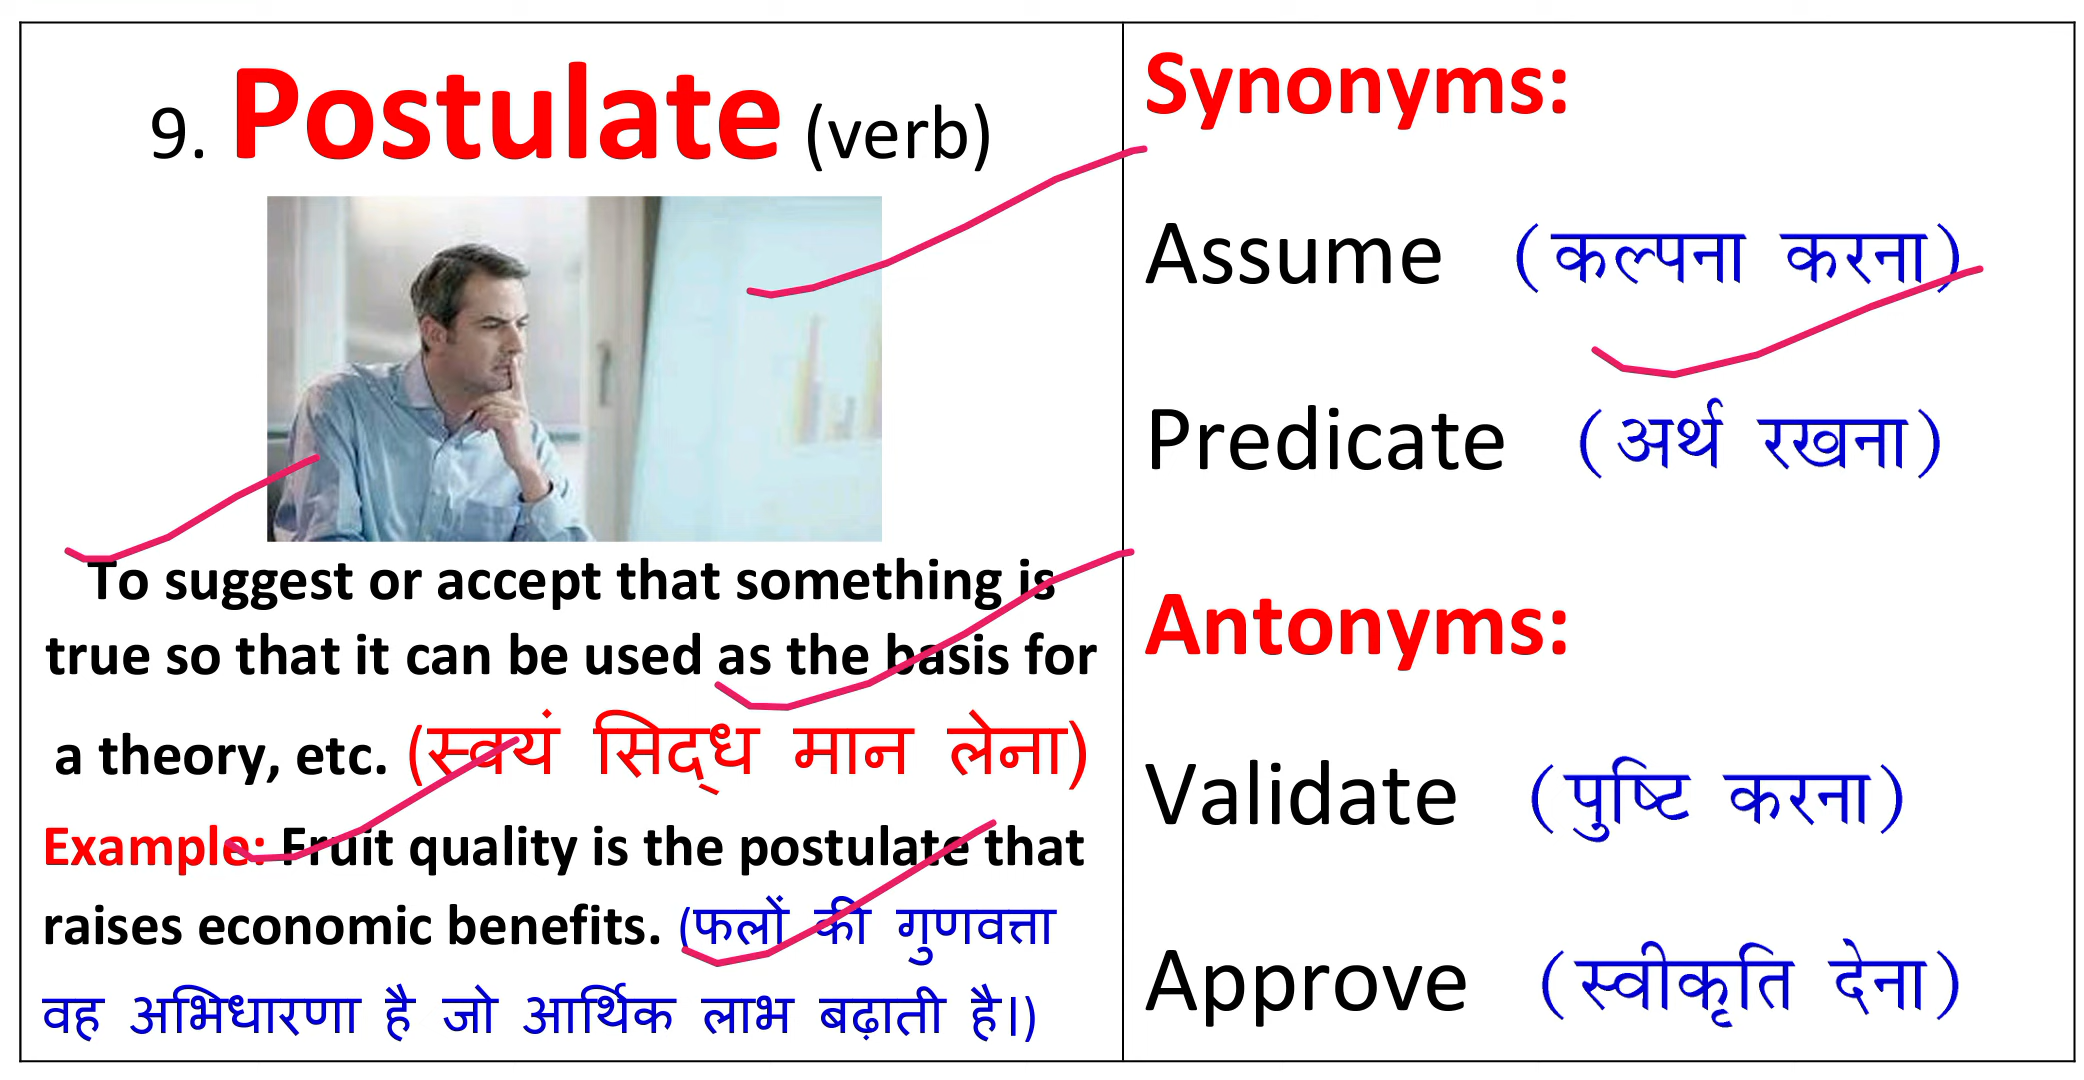 9. Postulate (verb)
To suggest or accept that something is
true so that it can be used as the basis for
a theory, etc. (स्वयं सिद्ध मान लेना)
Example: Fruit quality is the postulate that
raises economic benefits. (फलों की गुणवत्ता
वह अभिधारणा है जो आर्थिक लाभ बढ़ाती है।)
Synonyms:
Assume (कल्पना करना)
Predicate (अर्थ रखना)
Antonyms:
Validate (पुष्टि करना)
Approve (स्वीकृति देना)